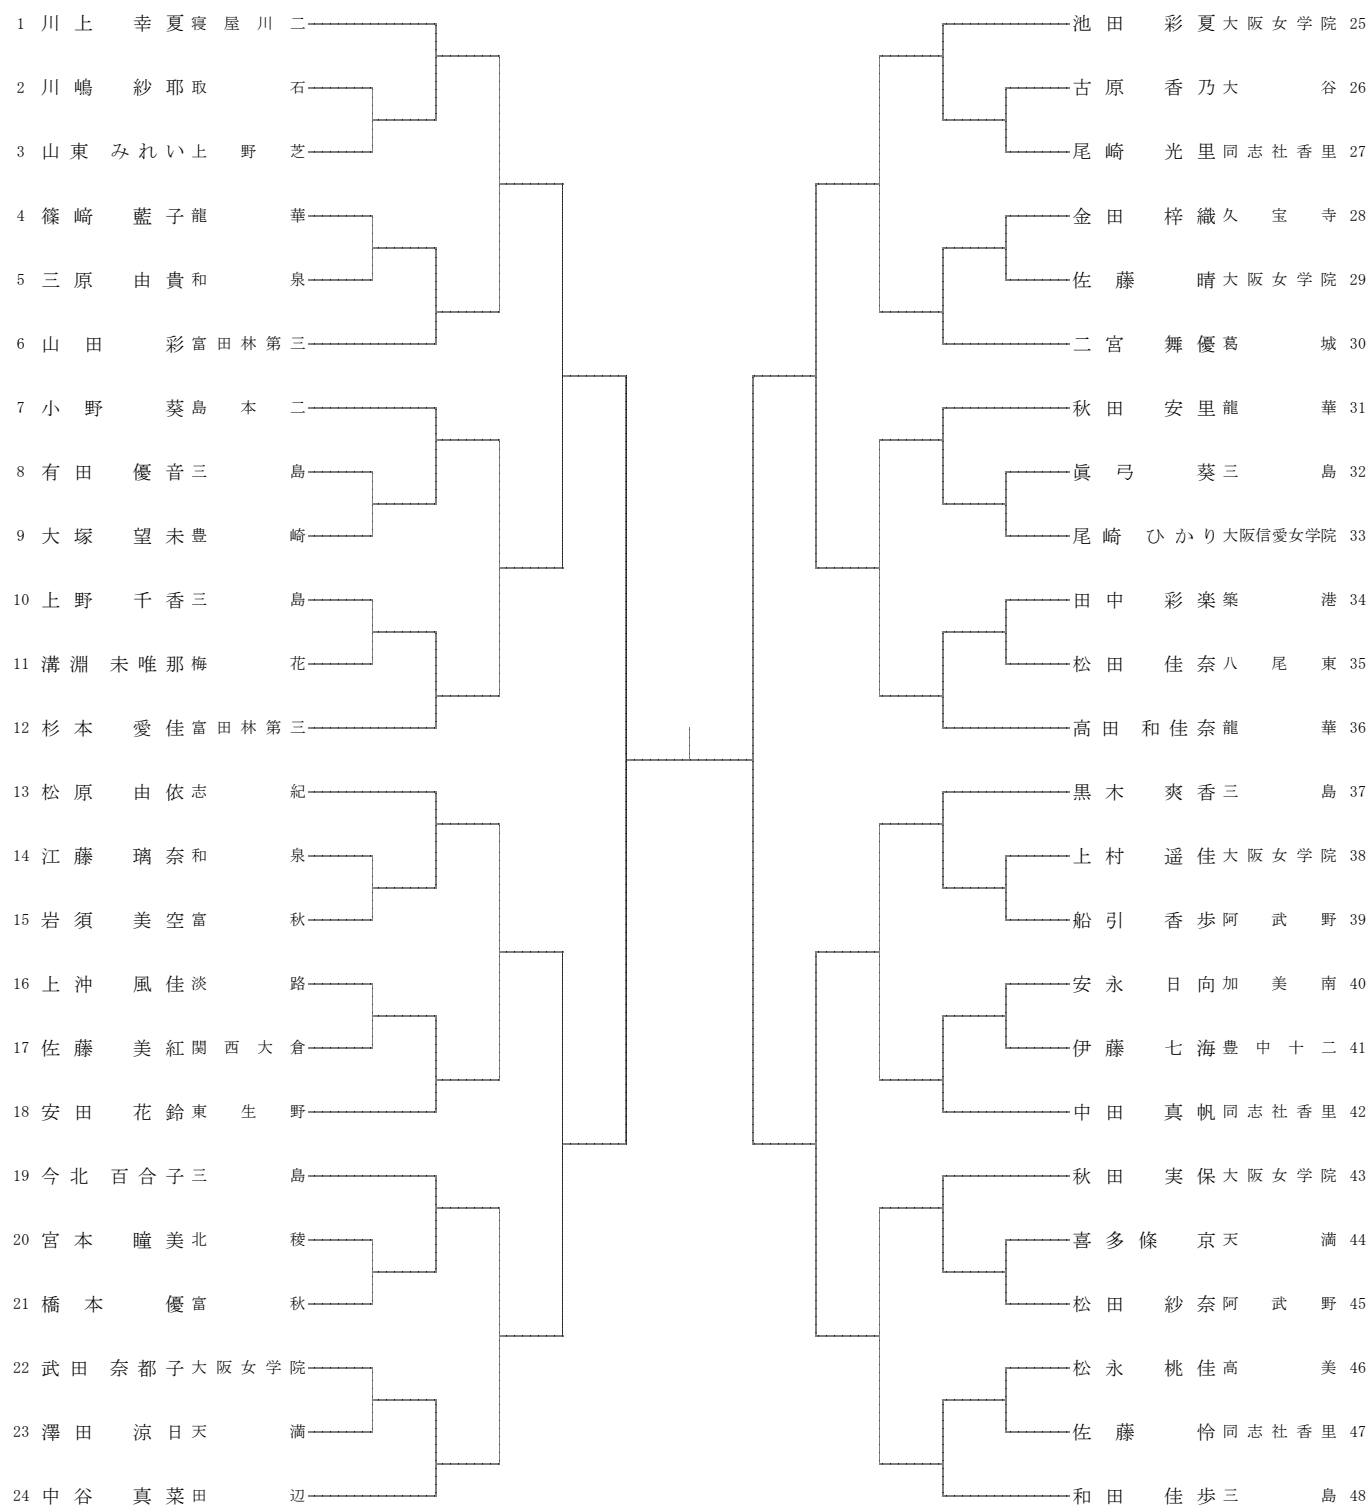 1 川上 幸夏 寝屋川二
2 川嶋 紗耶 取石
3 山東 みれい 上野芝
4 篠﨑 藍子 龍華
5 三原 由貴 和泉
6 山田 彩 富田林第三
7 小野 葵 島本二
8 有田 優音 三島
9 大塚 望未 豊崎
10 上野 千香 三島
11 溝淵 未唯那 梅花
12 杉本 愛佳 富田林第三
13 松原 由依 志紀
14 江藤 璃奈 和泉
15 岩須 美空 富秋
16 上沖 風佳 淡路
17 佐藤 美紅 関西大倉
18 安田 花鈴 東生野
19 今北 百合子 三島
20 宮本 瞳美 北稜
21 橋本 優 富秋
22 武田 奈都子 大阪女学院
23 澤田 涼日 天満
24 中谷 真菜 田辺
池田 彩夏 大阪女学院 25
古原 香乃 大谷 26
尾崎 光里 同志社香里 27
金田 梓織 久宝寺 28
佐藤 晴 大阪女学院 29
二宮 舞優 葛城 30
秋田 安里 龍華 31
眞弓 葵 三島 32
尾崎 ひかり 大阪信愛女学院 33
田中 彩楽 築港 34
松田 佳奈 八尾東 35
高田 和佳奈 龍華 36
黒木 爽香 三島 37
上村 遥佳 大阪女学院 38
船引 香歩 阿武野 39
安永 日向 加美南 40
伊藤 七海 豊中十二 41
中田 真帆 同志社香里 42
秋田 実保 大阪女学院 43
喜多條 京 天満 44
松田 紗奈 阿武野 45
松永 桃佳 高美 46
佐藤 怜 同志社香里 47
和田 佳歩 三島 48